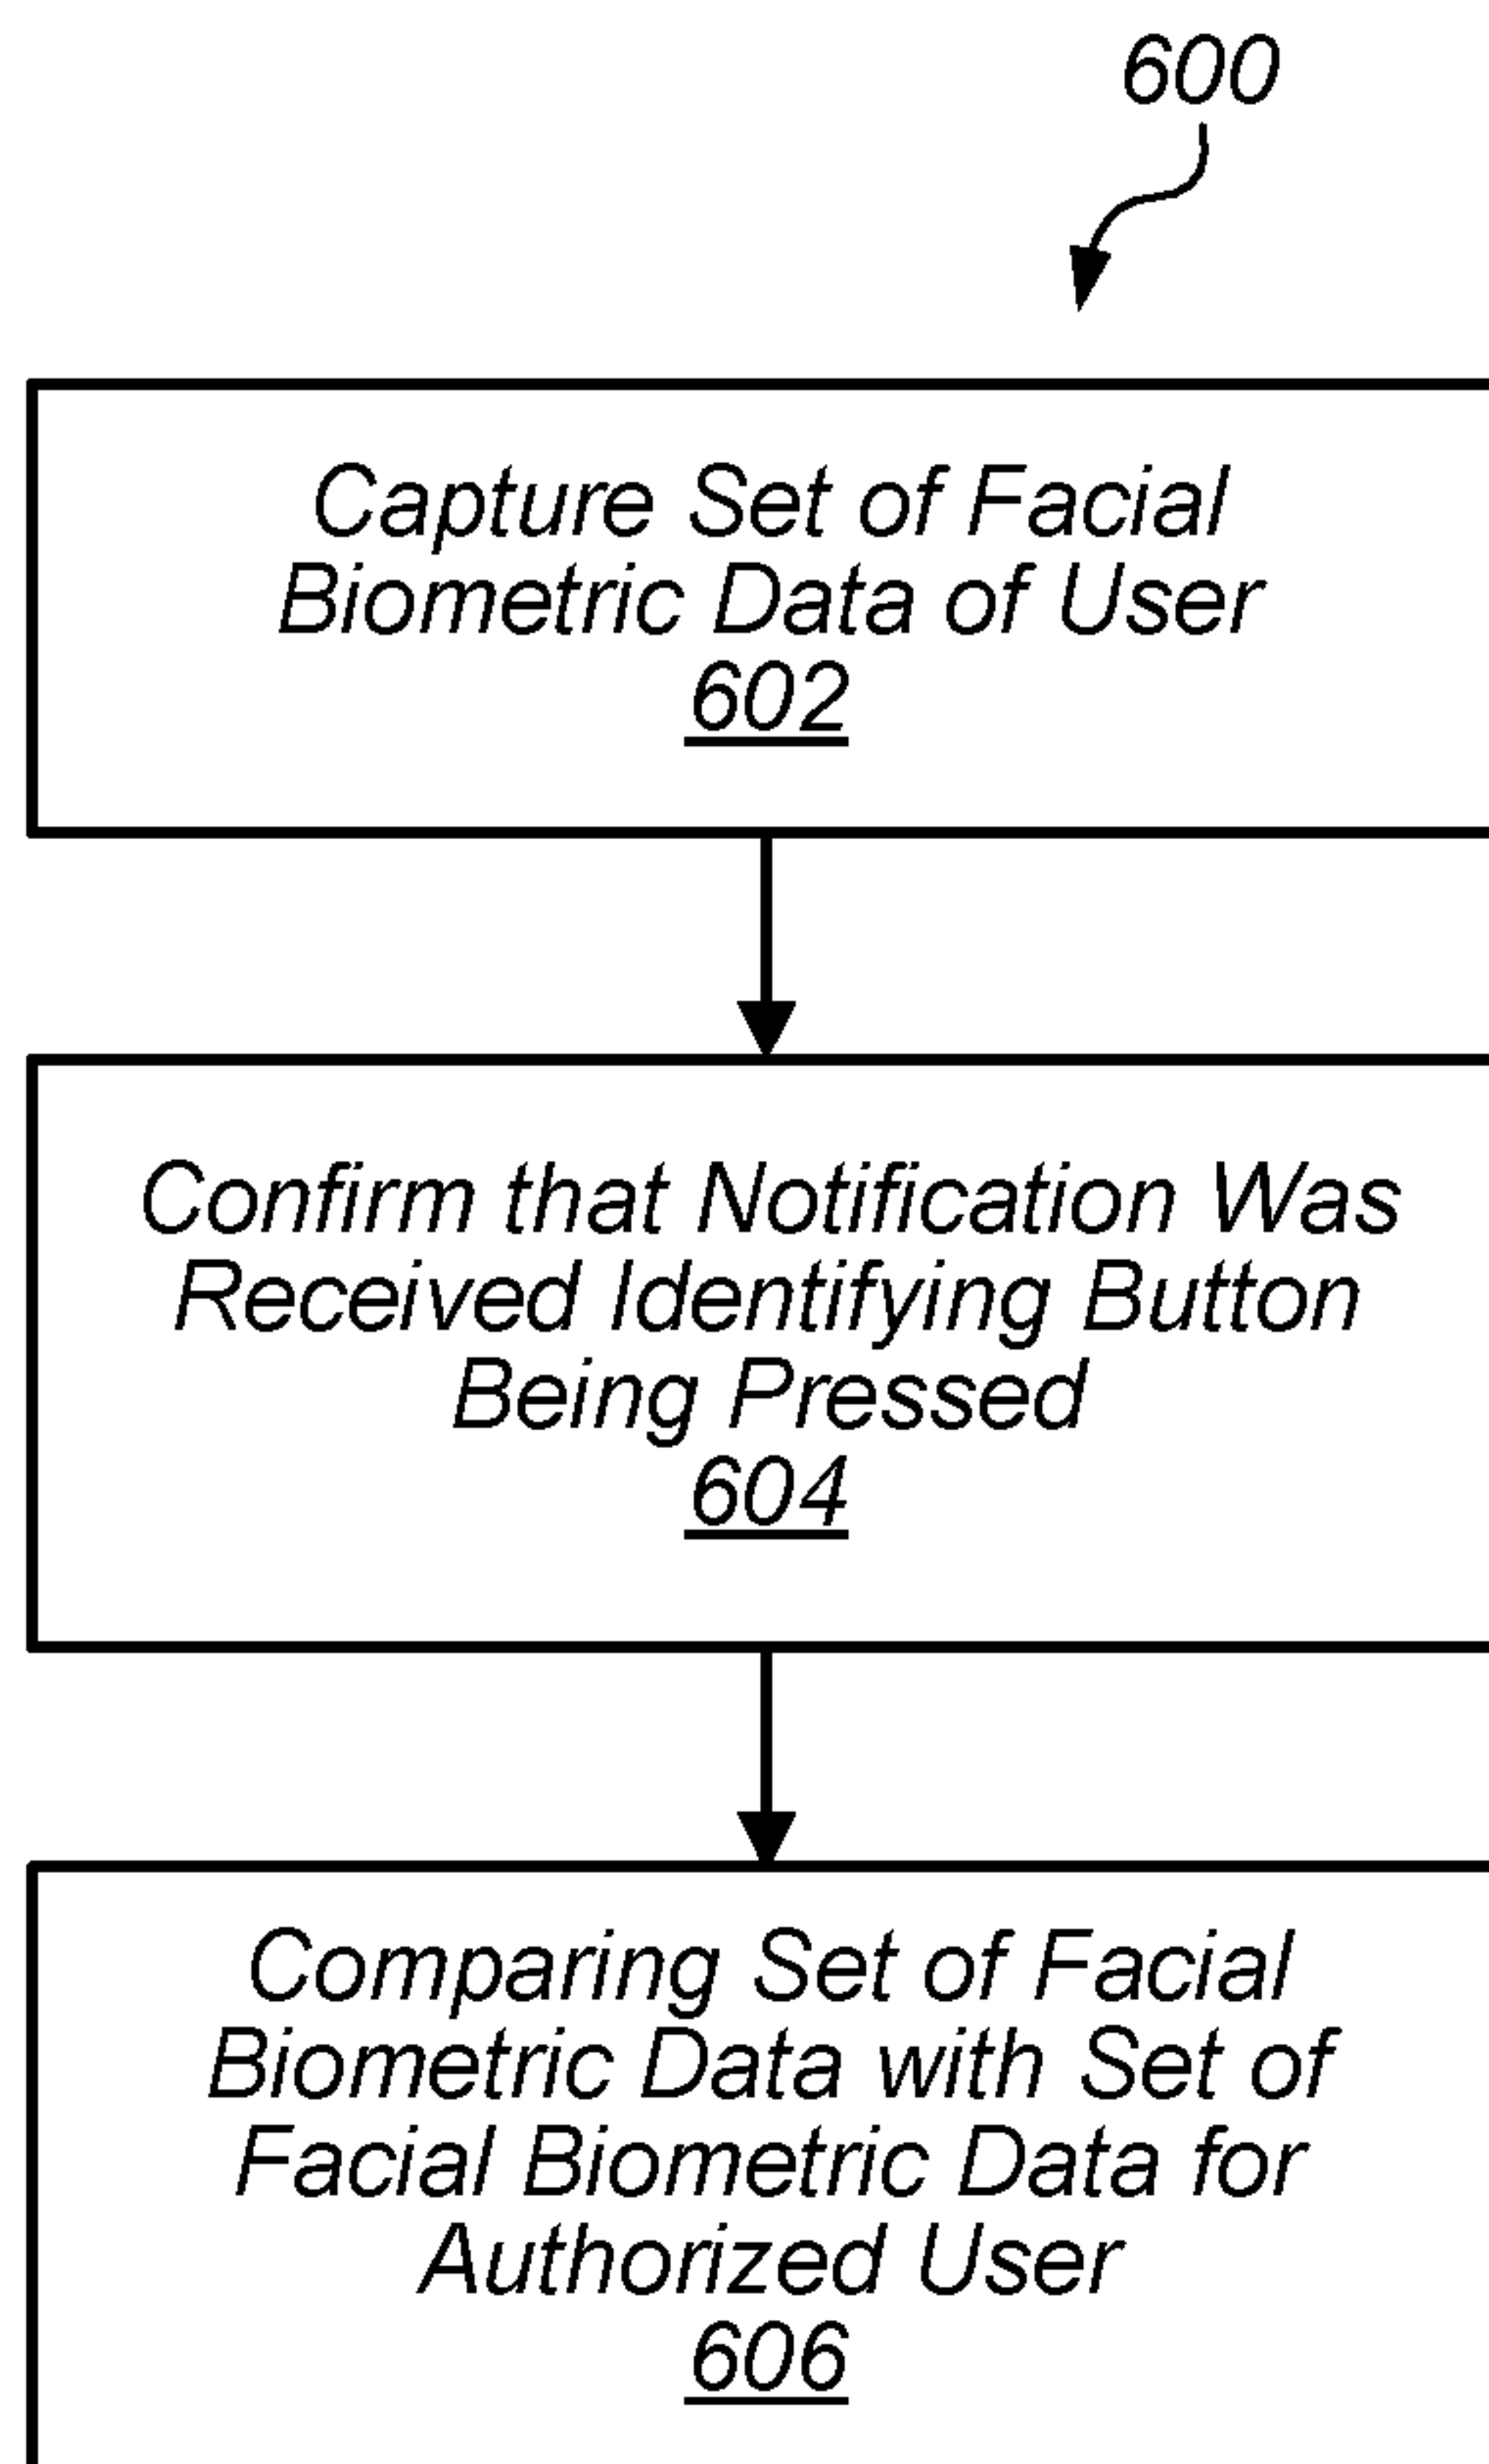 600
Capture Set of Facial
Biometric Data of User
602
Confirm that Notification Was
Received Identifying Button
Being Pressed
604
Comparing Set of Facial
Biometric Data with Set of
Facial Biometric Data for
Authorized User
606